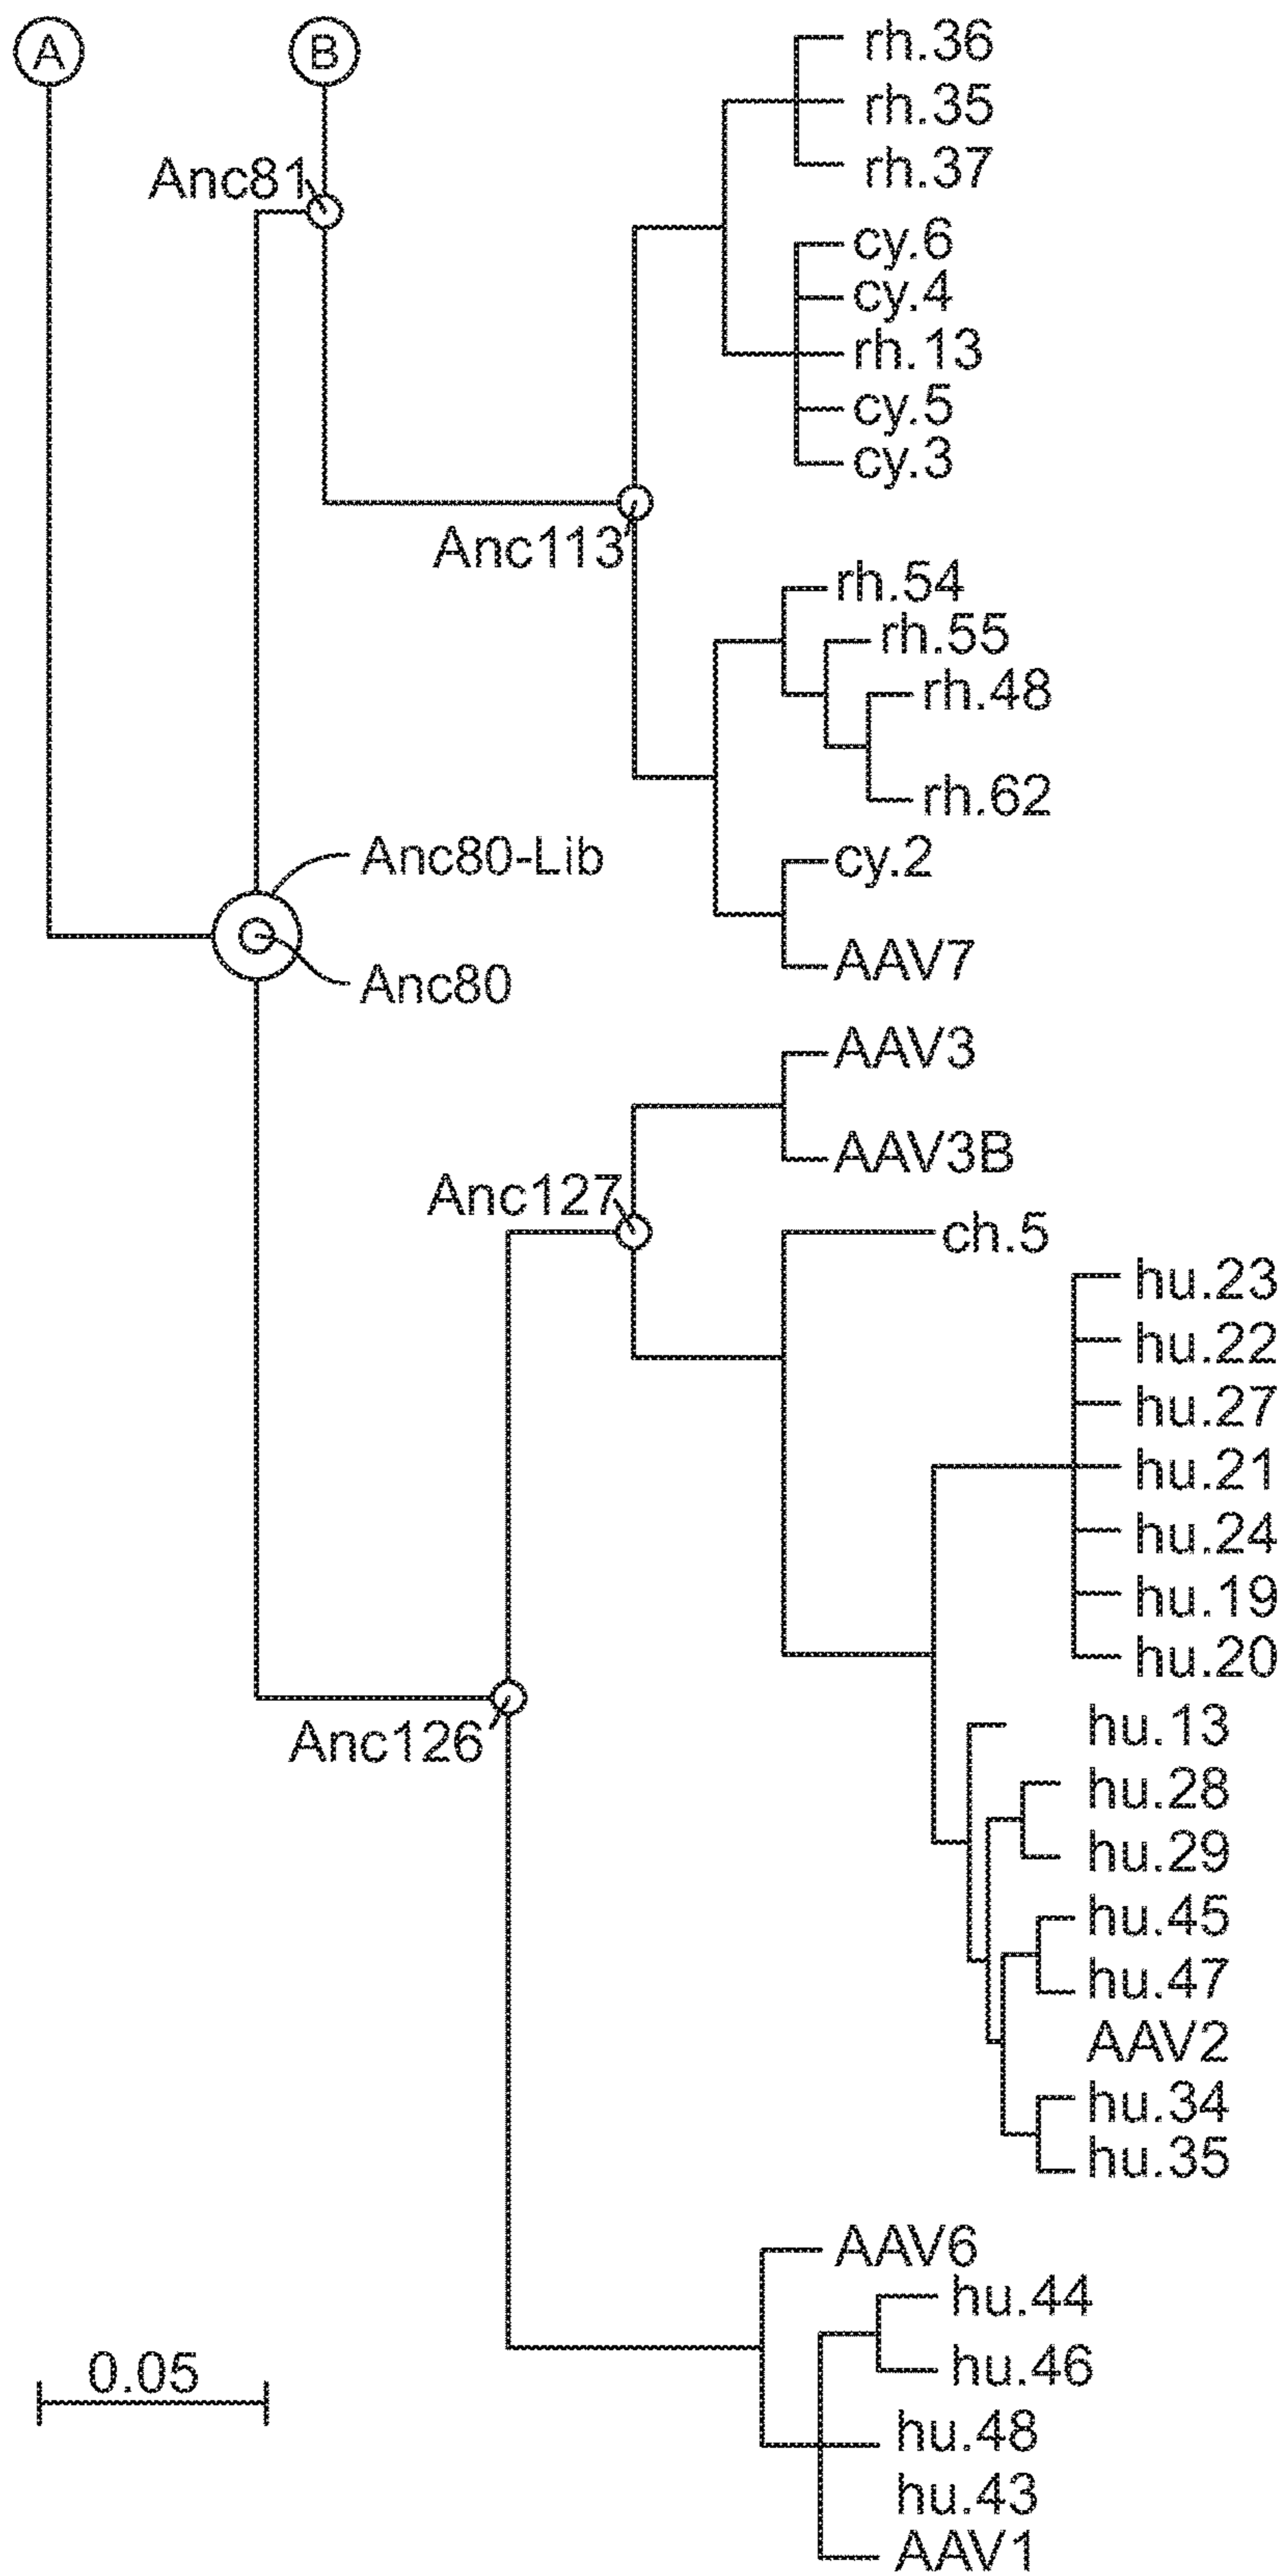 A
B
rh.36
rh.35
Anc81
rh.37
cy.6
cy.4
rh.13
cy.5
cy.3
Anc113
rh.54
rh.55
rh.48
rh.62
Anc80-Lib
cy.2
AAV7
Anc80
AAV3
AAV3B
Anc127
ch.5
hu.23
hu.22
hu.27
hu.21
hu.24
hu.19
hu.20
hu.13
Anc126
hu.28
hu.29
hu.45
hu.47
AAV2
hu.34
hu.35
AAV6
hu.44
0.05
hu.46
hu.48
hu.43
AAV1